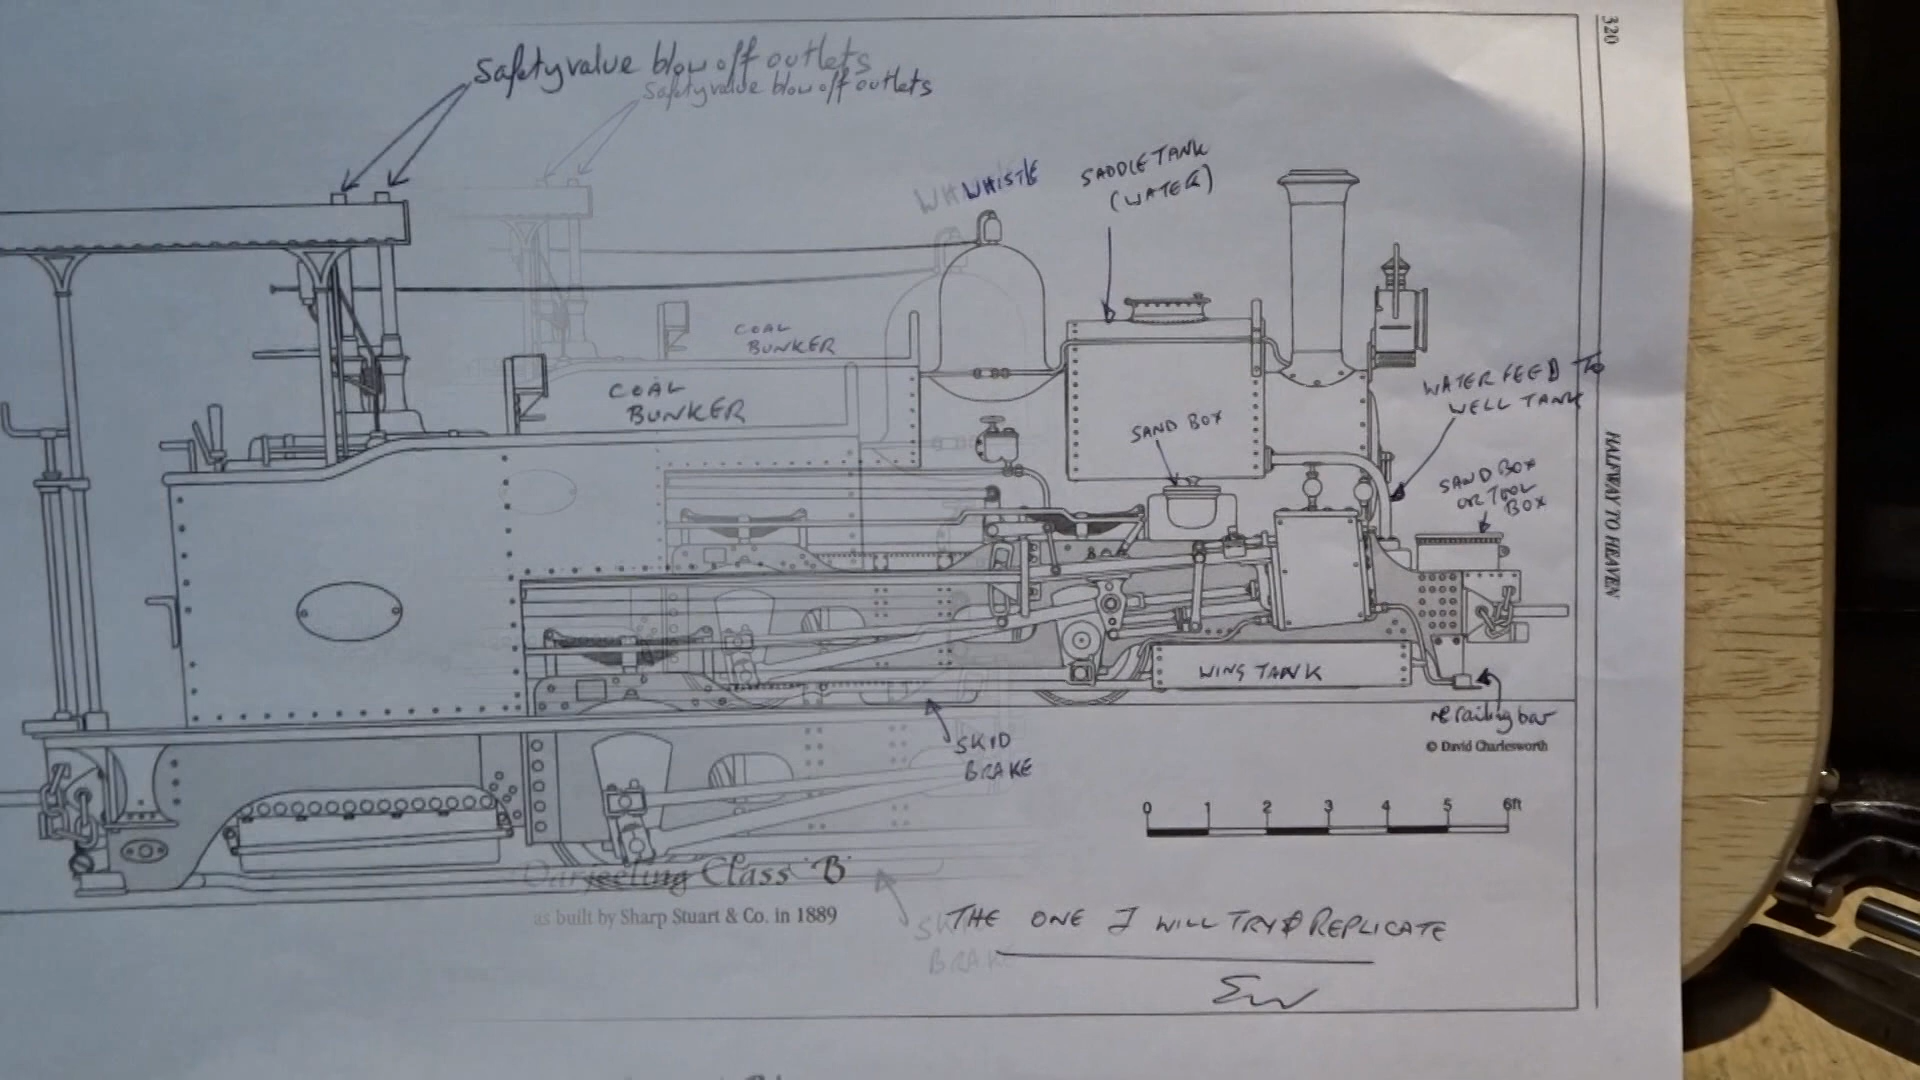 320
Safetyvalve blow off outlets
Safetyvalve blow off outlets
WHISTLE
SADDLE TANK
(WATER)
COAL
BUNKER
COAL
BUNKER
SAND BOX
WATER FEED TO
WELL TANK
SAND BOX
OR TOOL
BOX
HALFWAY TO HEAVEN
WING TANK
rerailing bar
© David Charlesworth
SKID
BRAKE
0 1 2 3 4 5 6ft
Darjeeling Class 'B'
as built by Sharp Stuart & Co. in 1889
SK
BRAK
THE ONE I WILL TRY & REPLICATE